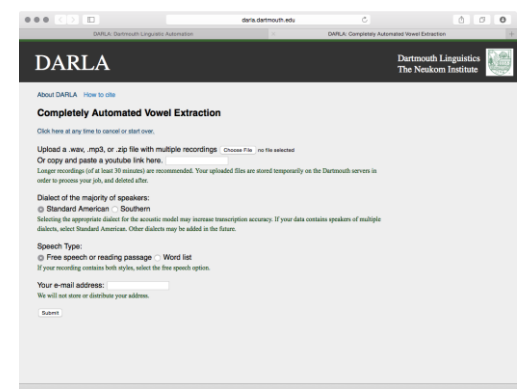 darla.dartmouth.edu
DARLA: Dartmouth Linguistic Automation
DARLA: Completely Automated Vowel Extraction
DARLA
Dartmouth Linguistics
The Neukom Institute
About DARLA How to cite
Completely Automated Vowel Extraction
Click here at any time to cancel or start over.
Upload a .wav, .mp3, or .zip file with multiple recordings Choose File no file selected
Or copy and paste a youtube link here.
Longer recordings (of at least 30 minutes) are recommended. Your uploaded files are stored temporarily on the Dartmouth servers in
order to process your job, and deleted after.
Dialect of the majority of speakers:
Standard American Southern
Selecting the appropriate dialect for the acoustic model may increase transcription accuracy. If your data contains speakers of multiple
dialects, select Standard American. Other dialects may be added in the future.
Speech Type:
Free speech or reading passage Word list
If your recording contains both styles, select the free speech option.
Your e-mail address:
We will not store or distribute your address.
Submit